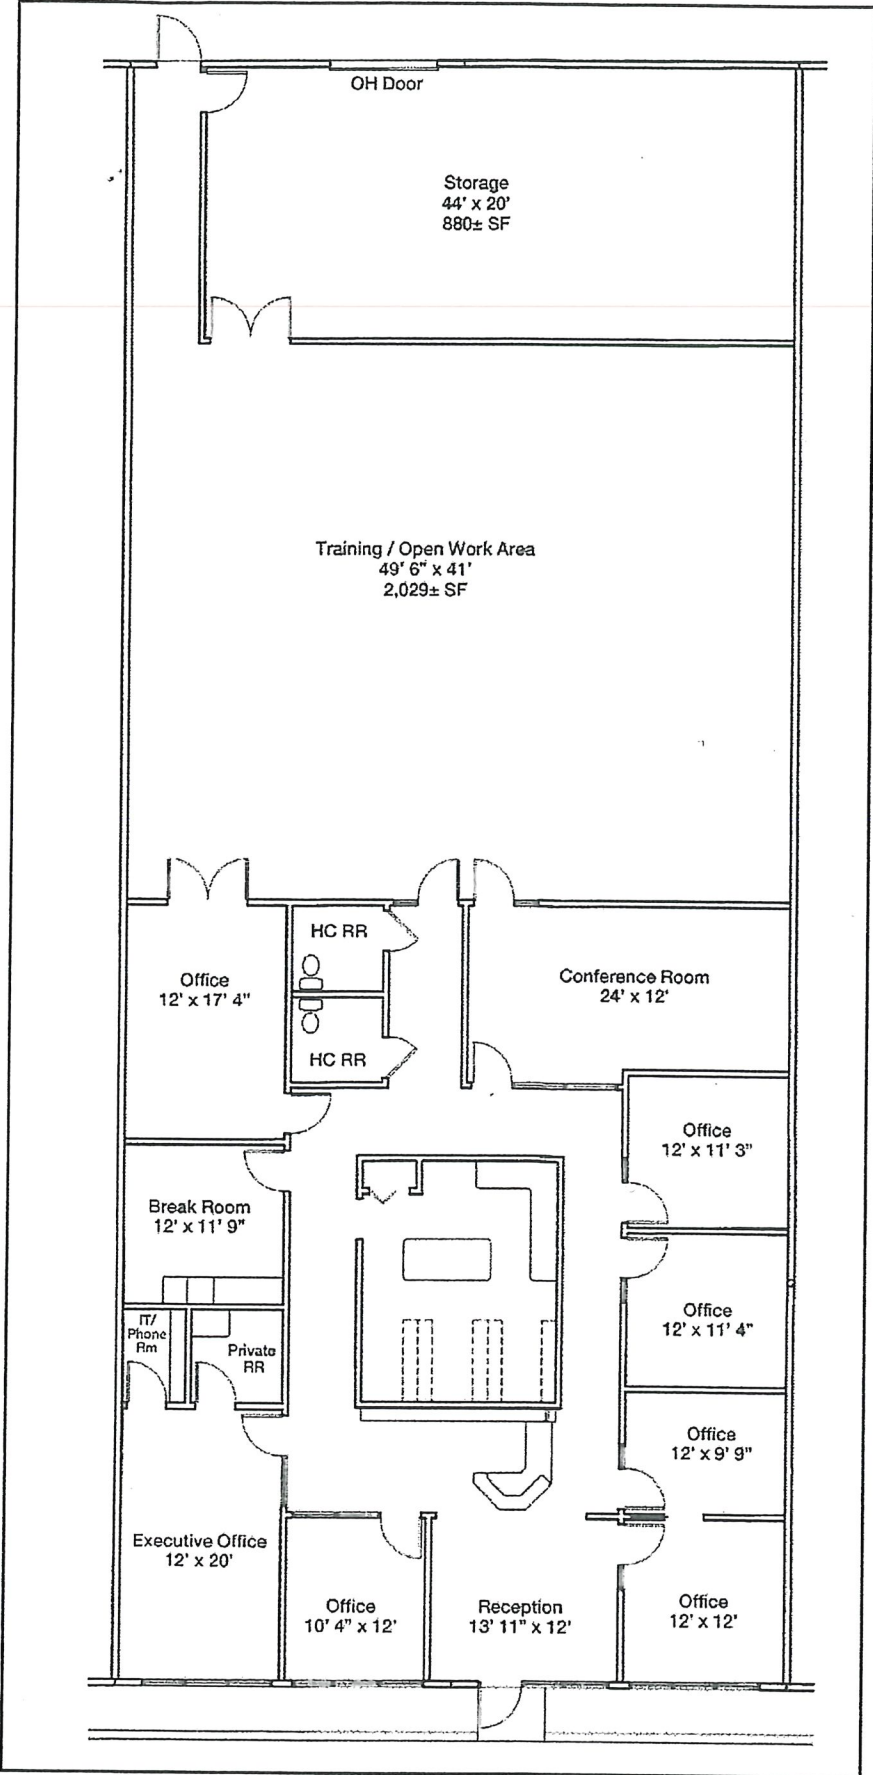 OH Door
Storage
44' x 20'
880± SF
Training / Open Work Area
49' 6" x 41'
2,029± SF
HC RR
Office
12' x 17' 4"
Conference Room
24' x 12'
HC RR
Office
12' x 11' 3"
Break Room
12' x 11' 9"
Office
12' x 11' 4"
IT/
Phone
Rm
Private
RR
Office
12' x 9' 9"
Executive Office
12' x 20'
Office
10' 4" x 12'
Reception
13' 11" x 12'
Office
12' x 12'